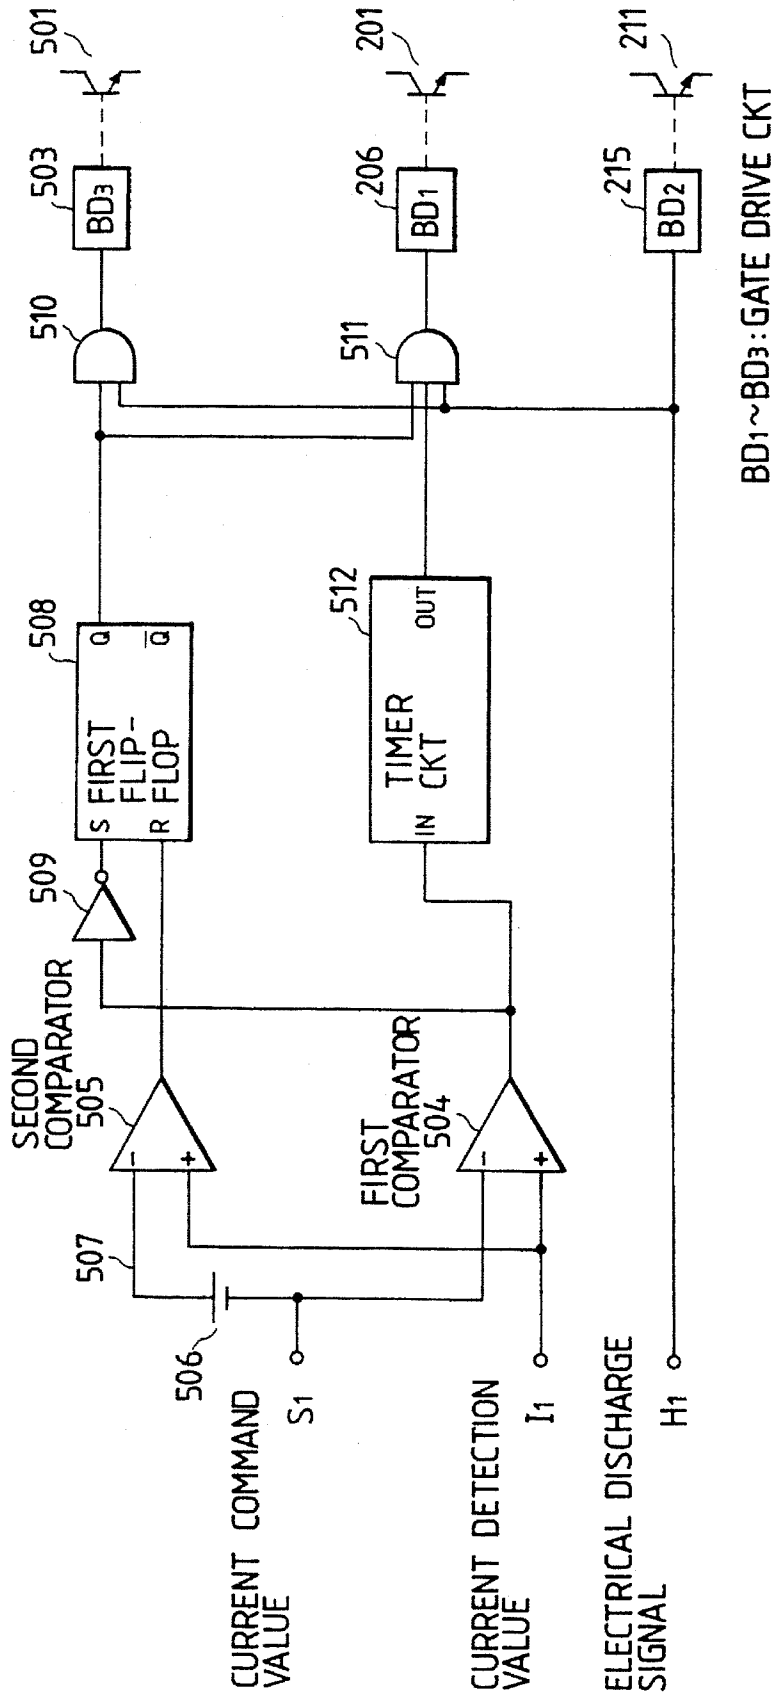 501
503
BD3
510
508
S
FIRST
FLIP-
FLOP
R
Q
Q
509
SECOND
COMPARATOR
505
-
+
507
506
CURRENT COMMAND
VALUE
S1
201
206
BD1
511
512
TIMER
CKT
IN
OUT
FIRST
COMPARATOR
504
-
+
CURRENT DETECTION
VALUE
I1
211
215
BD2
ELECTRICAL DISCHARGE
SIGNAL
H1
BD1~BD3:GATE DRIVE CKT